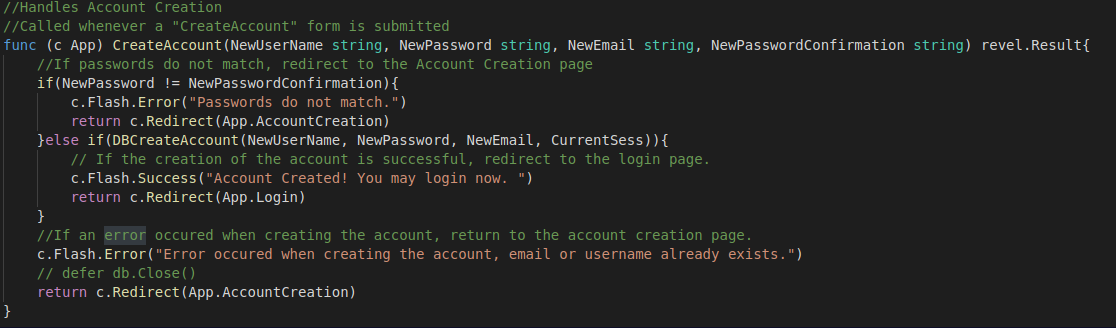 //Handles Account Creation
//Called whenever a "CreateAccount" form is submitted
func (c App) CreateAccount(NewUserName string, NewPassword string, NewEmail string, NewPasswordConfirmation string) revel.Result{
    //If passwords do not match, redirect to the Account Creation page
    if(NewPassword != NewPasswordConfirmation){
        c.Flash.Error("Passwords do not match.")
        return c.Redirect(App.AccountCreation)
    }else if(DBCreateAccount(NewUserName, NewPassword, NewEmail, CurrentSess)){
        // If the creation of the account is successful, redirect to the login page.
        c.Flash.Success("Account Created! You may login now. ")
        return c.Redirect(App.Login)
    }
    //If an error occured when creating the account, return to the account creation page.
    c.Flash.Error("Error occured when creating the account, email or username already exists.")
    // defer db.Close()
    return c.Redirect(App.AccountCreation)
}